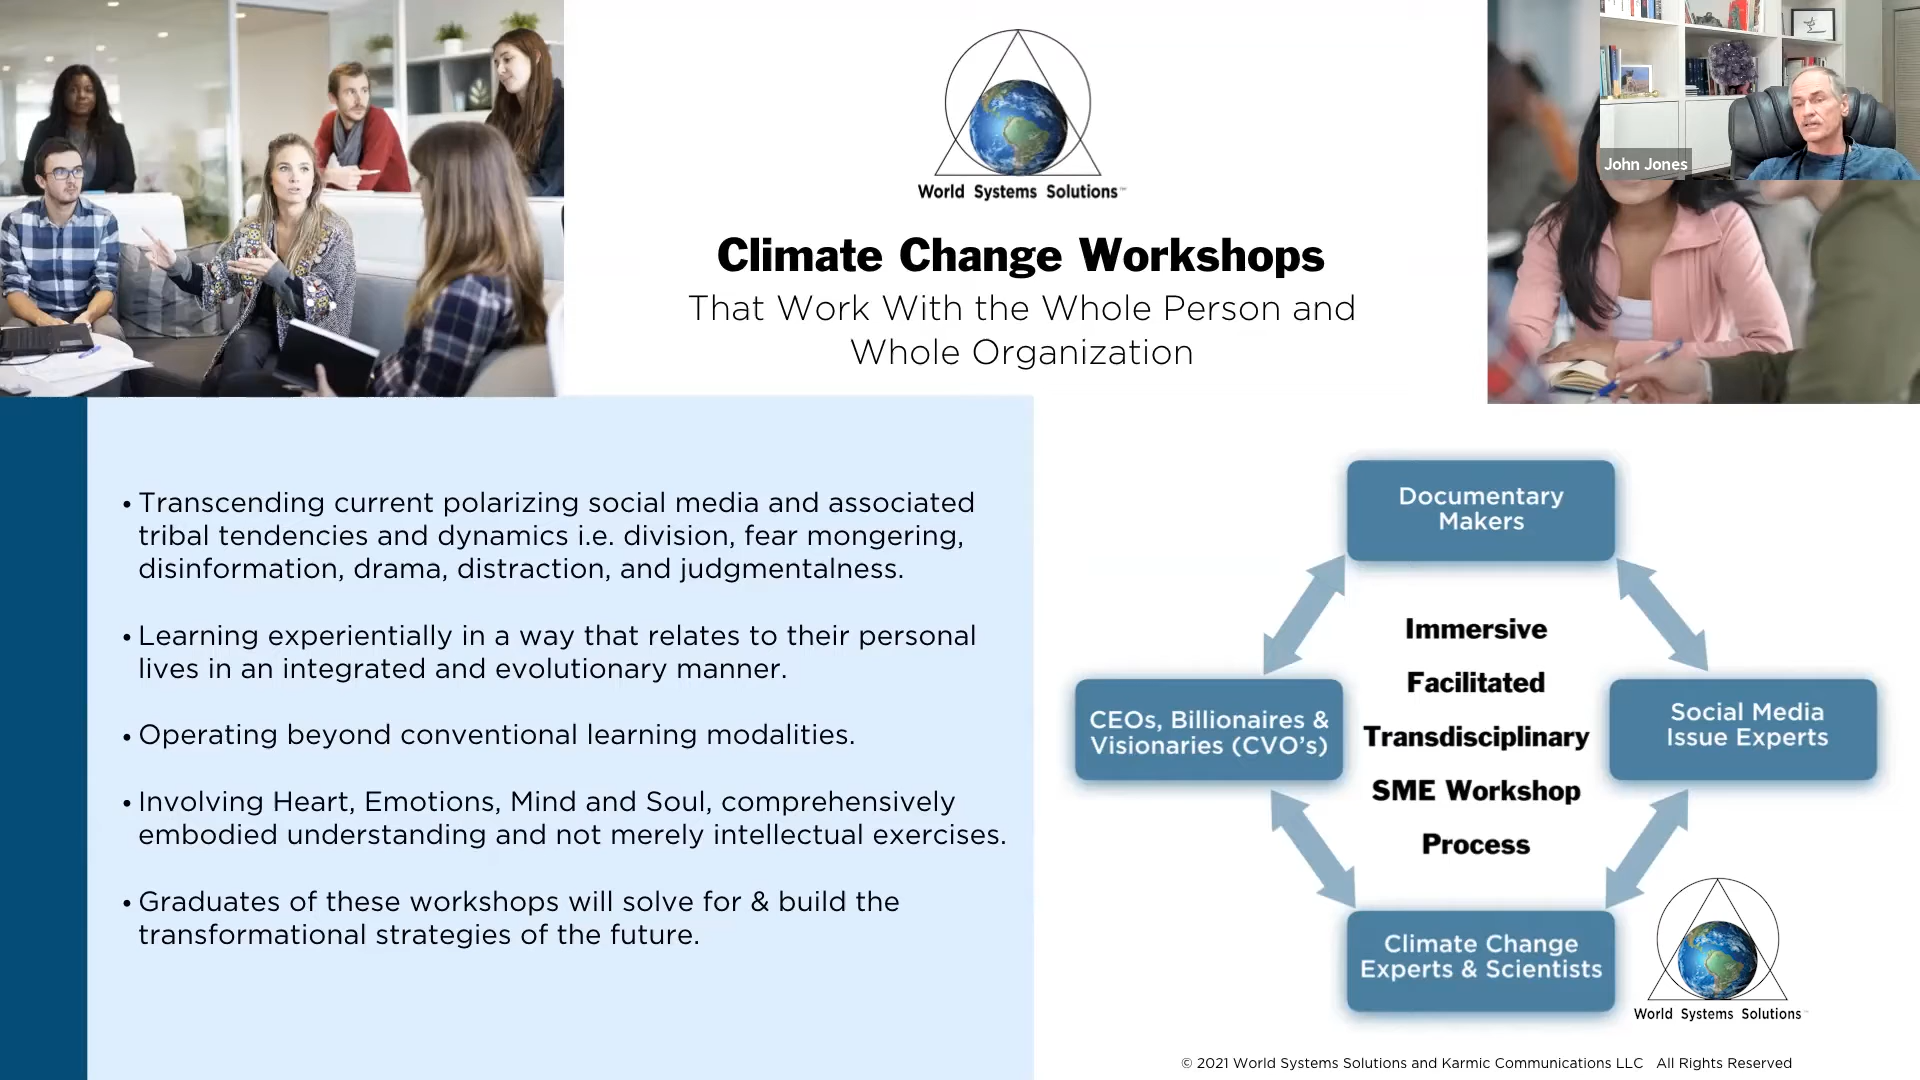 World Systems Solutions™
John Jones
Climate Change Workshops
That Work With the Whole Person and
Whole Organization
• Transcending current polarizing social media and associated
tribal tendencies and dynamics i.e. division, fear mongering,
disinformation, drama, distraction, and judgmentalness.
• Learning experientially in a way that relates to their personal
lives in an integrated and evolutionary manner.
• Operating beyond conventional learning modalities.
• Involving Heart, Emotions, Mind and Soul, comprehensively
embodied understanding and not merely intellectual exercises.
• Graduates of these workshops will solve for & build the
transformational strategies of the future.
Documentary
Makers
CEOs, Billionaires &
Visionaries (CVO's)
Immersive
Facilitated
Transdisciplinary
SME Workshop
Process
Social Media
Issue Experts
Climate Change
Experts & Scientists
World Systems Solutions
© 2021 World Systems Solutions and Karmic Communications LLC All Rights Reserved